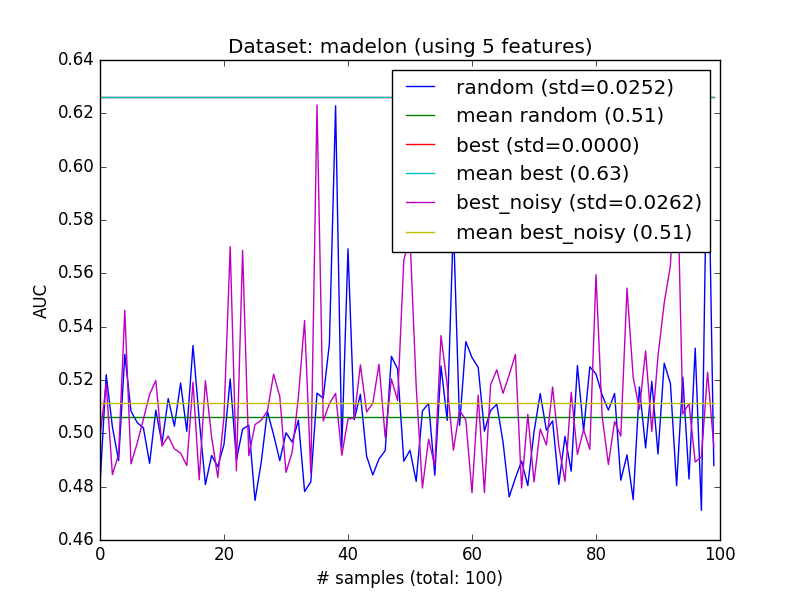 Dataset: madelon (using 5 features)
AUC
0.64
0.62
0.60
0.58
0.56
0.54
0.52
0.50
0.48
0.46
random (std=0.0252)
mean random (0.51)
best (std=0.0000)
mean best (0.63)
best_noisy (std=0.0262)
mean best_noisy (0.51)
0 20 40 60 80 100
# samples (total: 100)